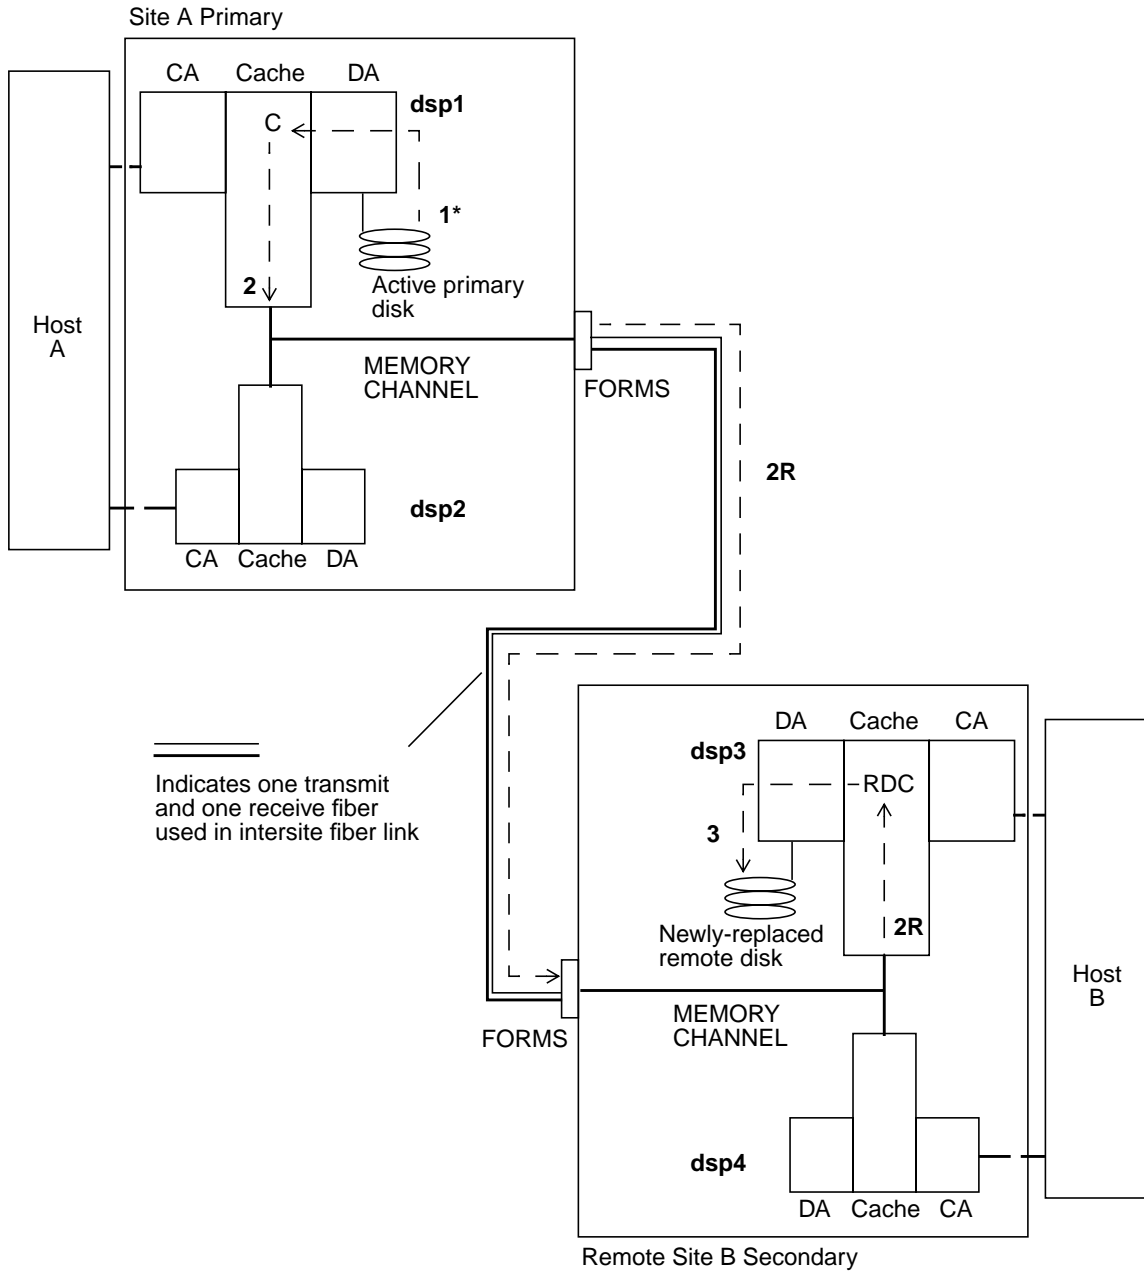 Site A Primary
CA Cache DA
dsp1
C
1*
2
Active primary
disk
Host
A
MEMORY
CHANNEL
FORMS
2R
dsp2
CA Cache DA
DA Cache CA
dsp3
RDC
Indicates one transmit
and one receive fiber
used in intersite fiber link
3
2R
Newly-replaced
remote disk
Host
B
MEMORY
CHANNEL
FORMS
dsp4
DA Cache CA
Remote Site B Secondary